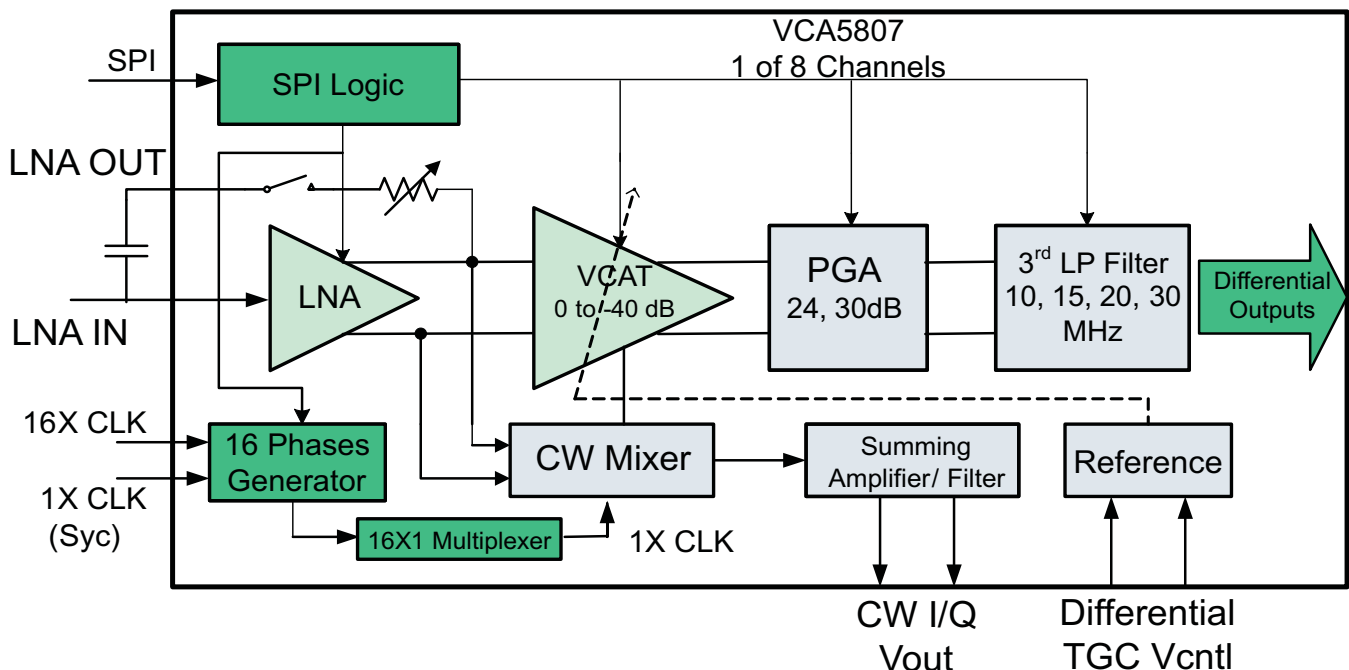 VCA5807
1 of 8 Channels
SPI
SPI Logic
LNA OUT
LNA IN
LNA
VCAT
0 to -40 dB
PGA
24, 30dB
3rd LP Filter
10, 15, 20, 30
MHz
Differential
Outputs
16X CLK
1X CLK
(Syc)
16 Phases
Generator
16X1 Multiplexer
CW Mixer
1X CLK
Summing
Amplifier/ Filter
Reference
CW I/Q
Vout
Differential
TGC Vcntl